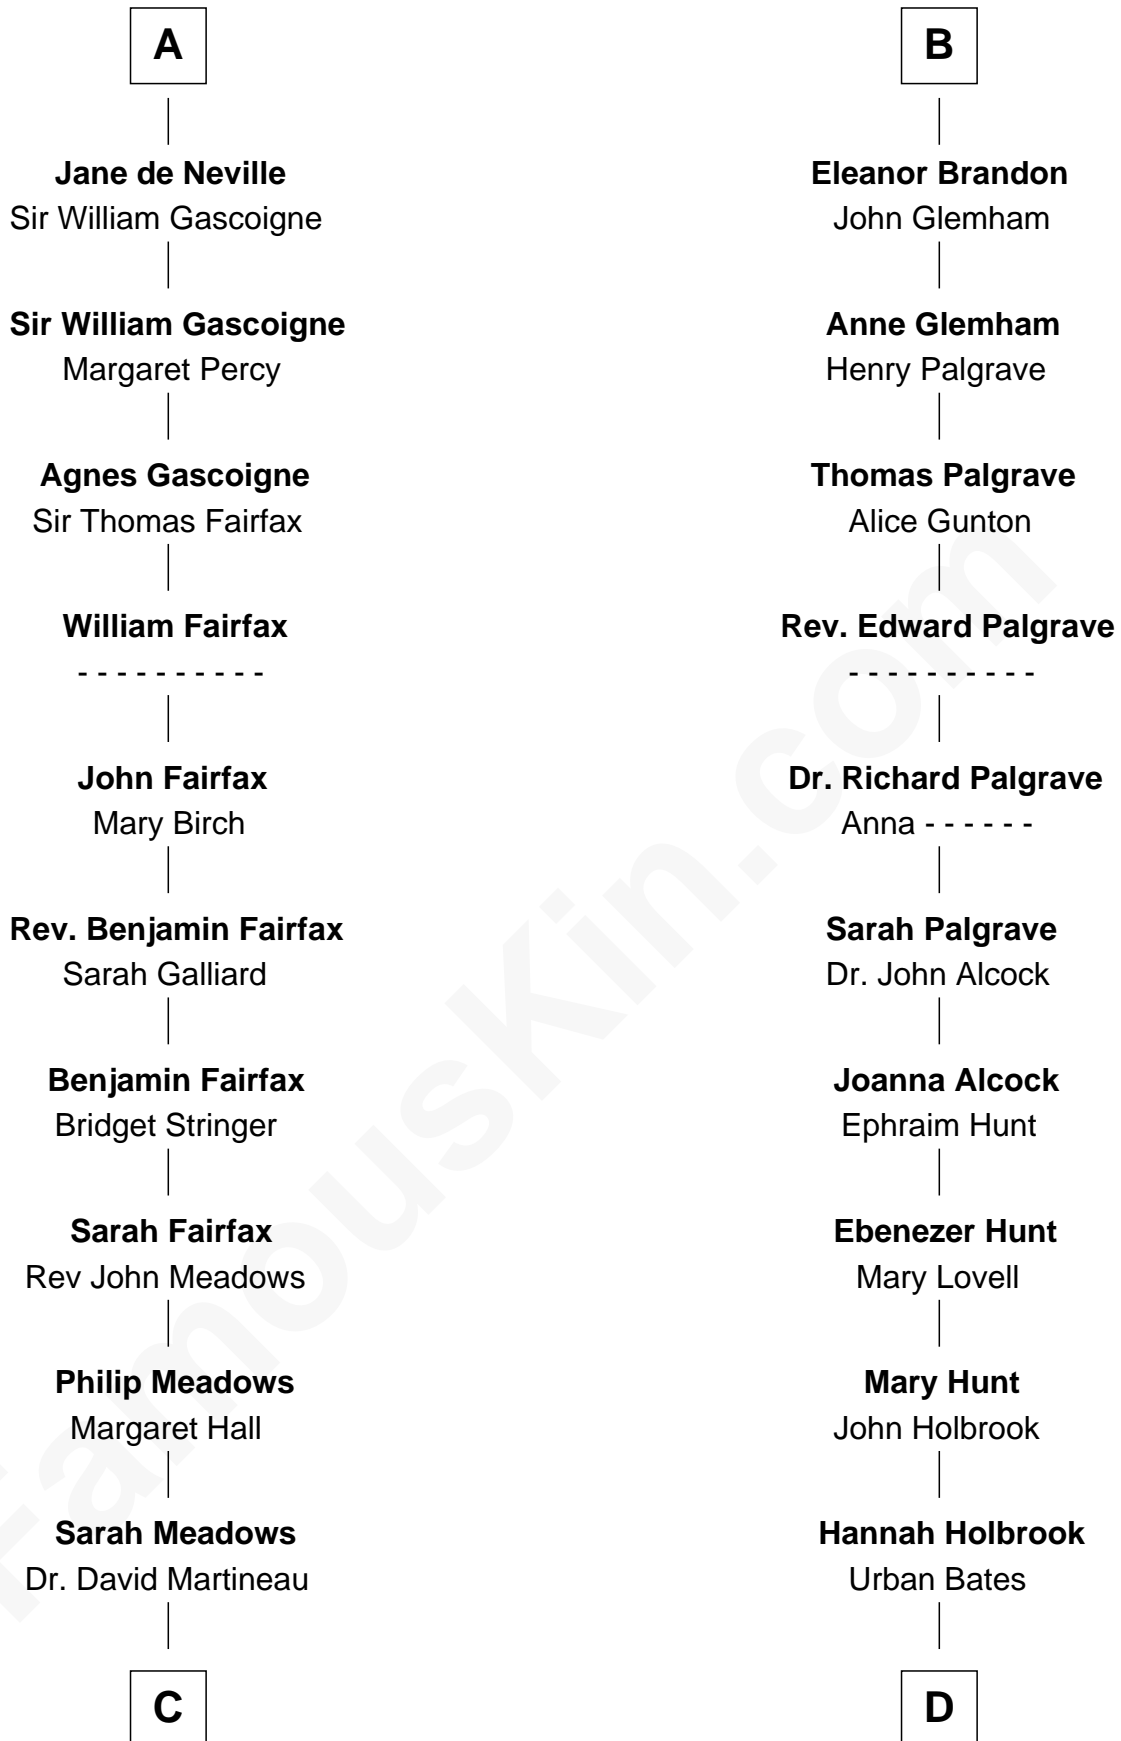 A
Jane de Neville
Sir William Gascoigne
Sir William Gascoigne
Margaret Percy
Agnes Gascoigne
Sir Thomas Fairfax
William Fairfax
- - - - - - - - - -
John Fairfax
Mary Birch
Rev. Benjamin Fairfax
Sarah Galliard
Benjamin Fairfax
Bridget Stringer
Sarah Fairfax
Rev John Meadows
Philip Meadows
Margaret Hall
Sarah Meadows
Dr. David Martineau
C
B
Eleanor Brandon
John Glemham
Anne Glemham
Henry Palgrave
Thomas Palgrave
Alice Gunton
Rev. Edward Palgrave
- - - - - - - - - -
Dr. Richard Palgrave
Anna - - - - - -
Sarah Palgrave
Dr. John Alcock
Joanna Alcock
Ephraim Hunt
Ebenezer Hunt
Mary Lovell
Mary Hunt
John Holbrook
Hannah Holbrook
Urban Bates
D
FamousKin.com